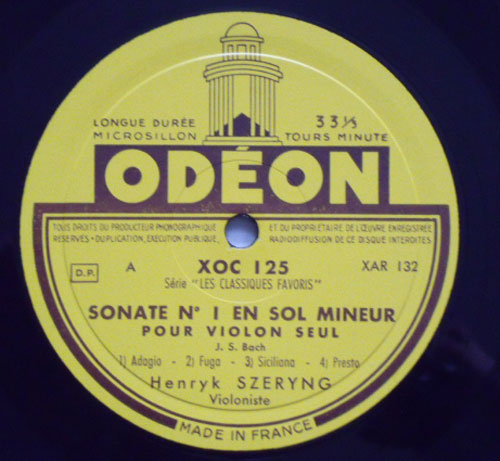 LONGUE DURÉE
MICROSILLON
33 1/3
TOURS MINUTE
ODÉON
TOUS DROITS DU PRODUCTEUR PHONOGRAPHIQUE
RÉSERVÉS - DUPLICATION, EXÉCUTION PUBLIQUE,
ET DU PROPRIÉTAIRE DE L'ŒUVRE ENREGISTRÉE
RADIODIFFUSION DE CE DISQUE INTERDITES
D.P.
A
XOC 125
XAR 132
Série "LES CLASSIQUES FAVORIS"
SONATE N° 1 EN SOL MINEUR
POUR VIOLON SEUL
J. S. Bach
1) Adagio - 2) Fuga - 3) Siciliana - 4) Presto
Henryk SZERYNG
Violoniste
MADE IN FRANCE